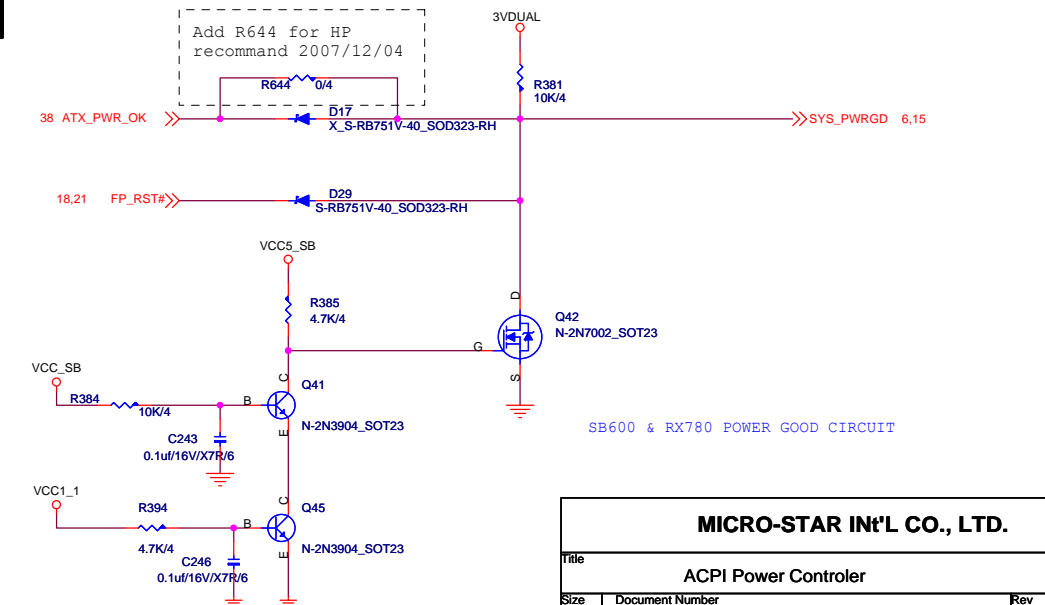 3VDUAL
Add R644 for HP
recommand 2007/12/04
R644 0/4
R381
10K/4
38 ATX_PWR_OK
D17
X_S-RB751V-40_SOD323-RH
SYS_PWRGD 6,15
18,21 FP_RST#
D29
S-RB751V-40_SOD323-RH
VCC5_SB
R385
4.7K/4
D
Q42
N-2N7002_SOT23
G
S
VCC_SB
R384
10K/4
B
C
Q41
N-2N3904_SOT23
E
C243
0.1uf/16V/X7R/6
SB600 & RX780 POWER GOOD CIRCUIT
VCC1_1
R394
4.7K/4
B
C
Q45
N-2N3904_SOT23
E
C246
0.1uf/16V/X7R/6
MICRO-STAR INt'L CO., LTD.
Title
ACPI Power Controler
Size Document Number Rev